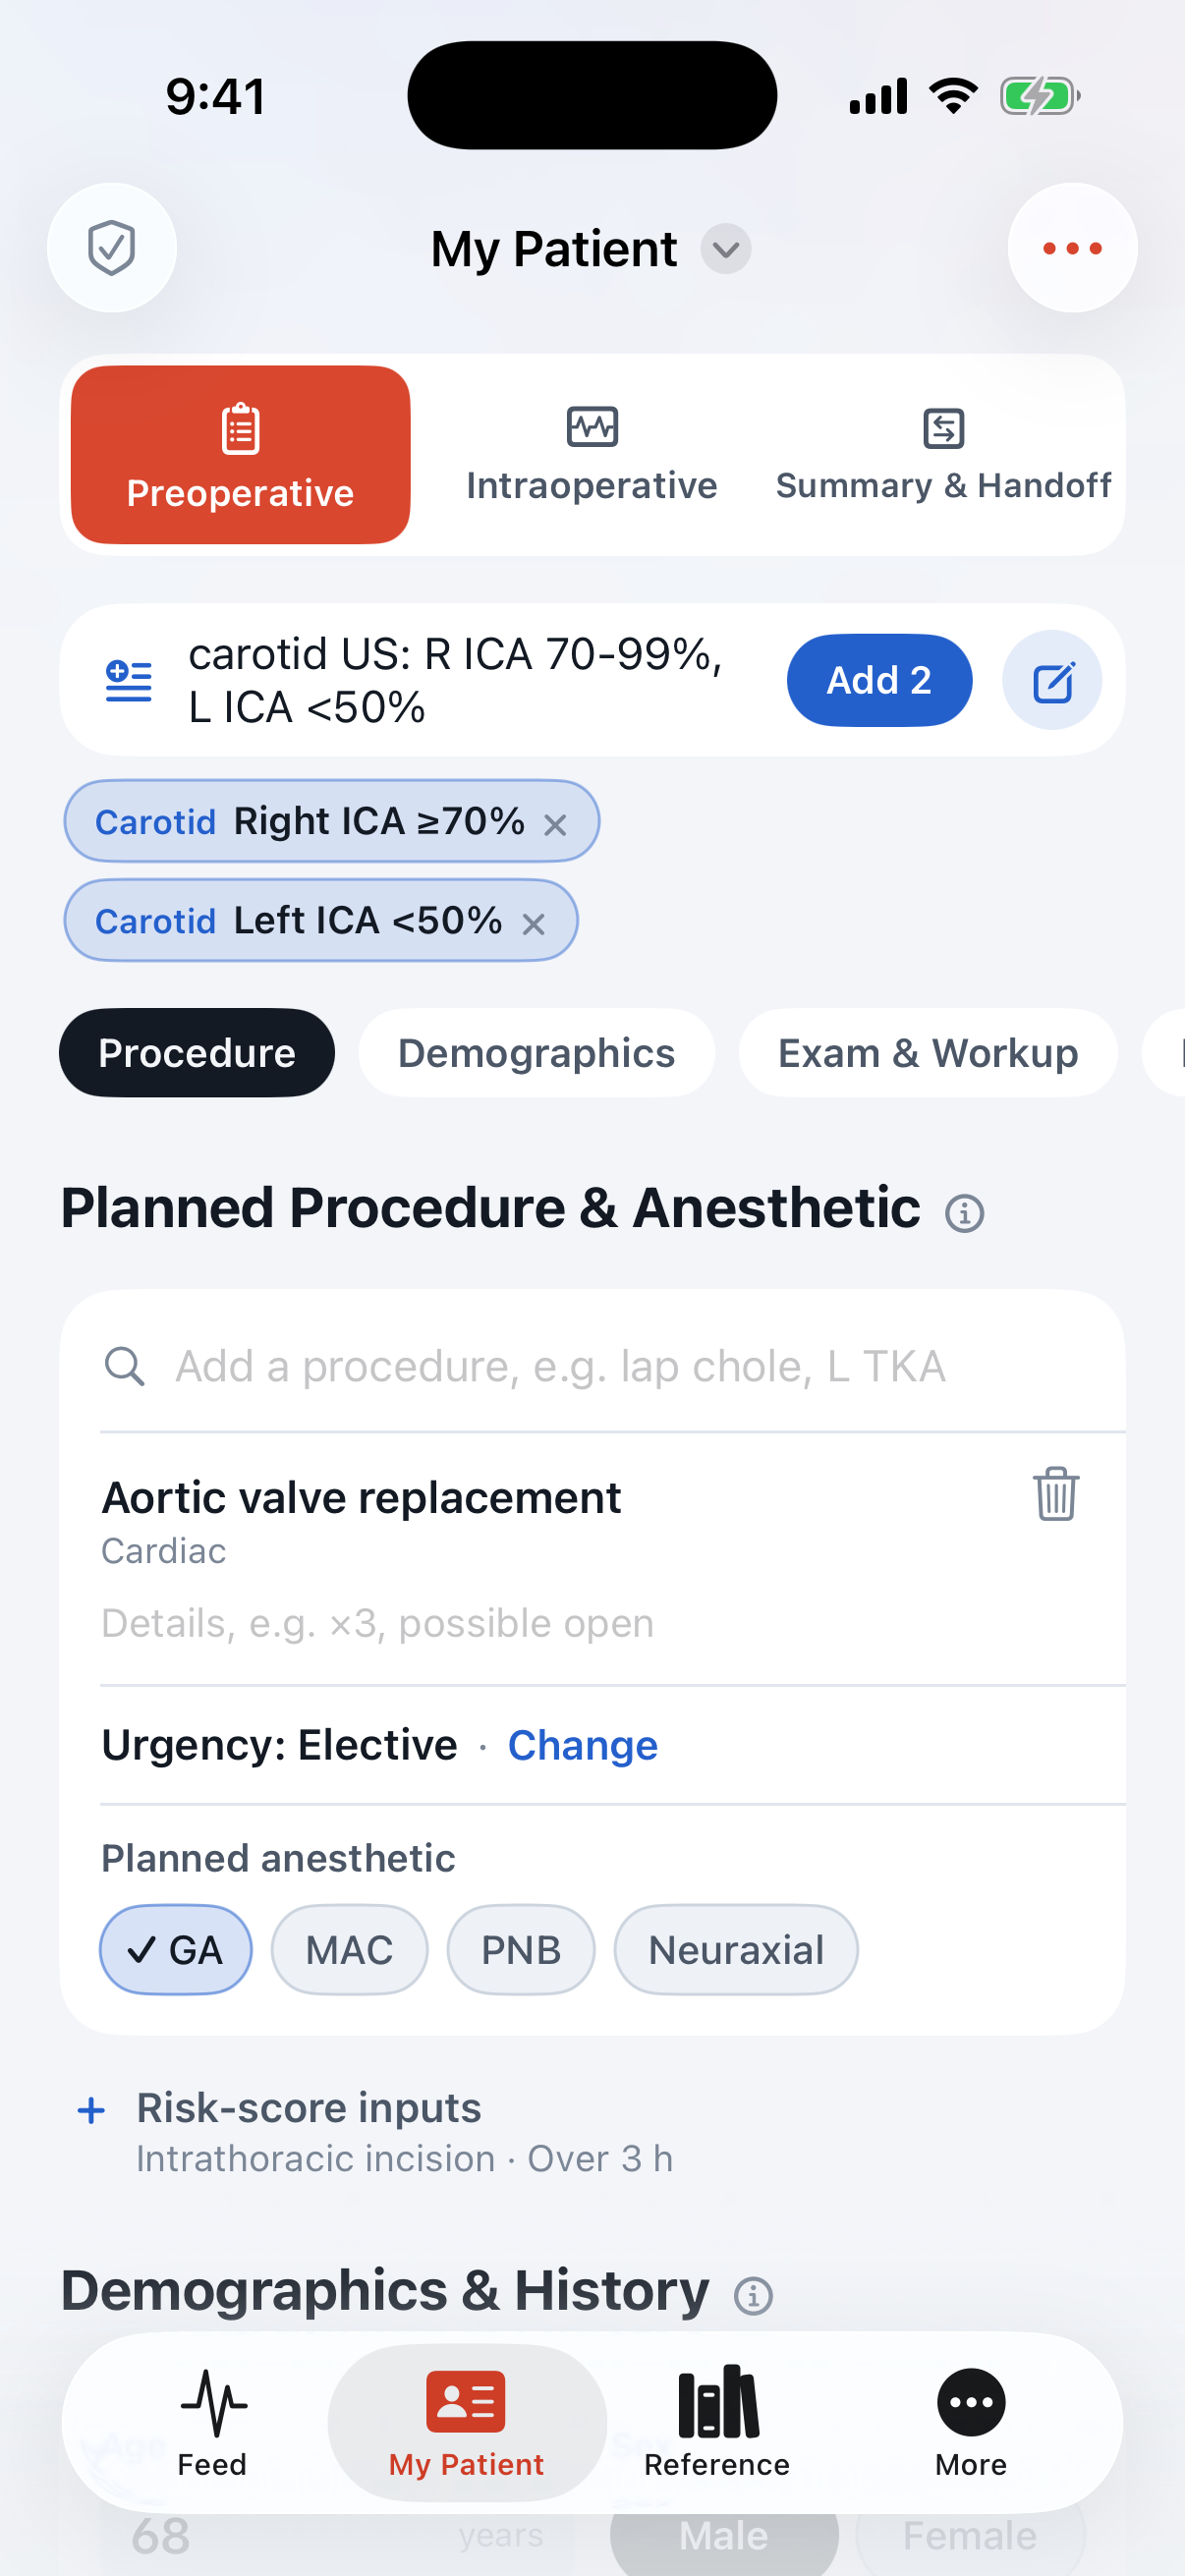 9:41
My Patient
Preoperative
Intraoperative
Summary & Handoff
carotid US: R ICA 70-99%,
L ICA <50%
Add 2
Carotid Right ICA ≥70% ×
Carotid Left ICA <50% ×
Procedure
Demographics
Exam & Workup
Planned Procedure & Anesthetic
Add a procedure, e.g. lap chole, L TKA
Aortic valve replacement
Cardiac
Details, e.g. ×3, possible open
Urgency: Elective · Change
Planned anesthetic
✓ GA
MAC
PNB
Neuraxial
+ Risk-score inputs
Intrathoracic incision · Over 3 h
Demographics & History
Age
Sex
Feed
My Patient
Reference
More
68
years
Male
Female